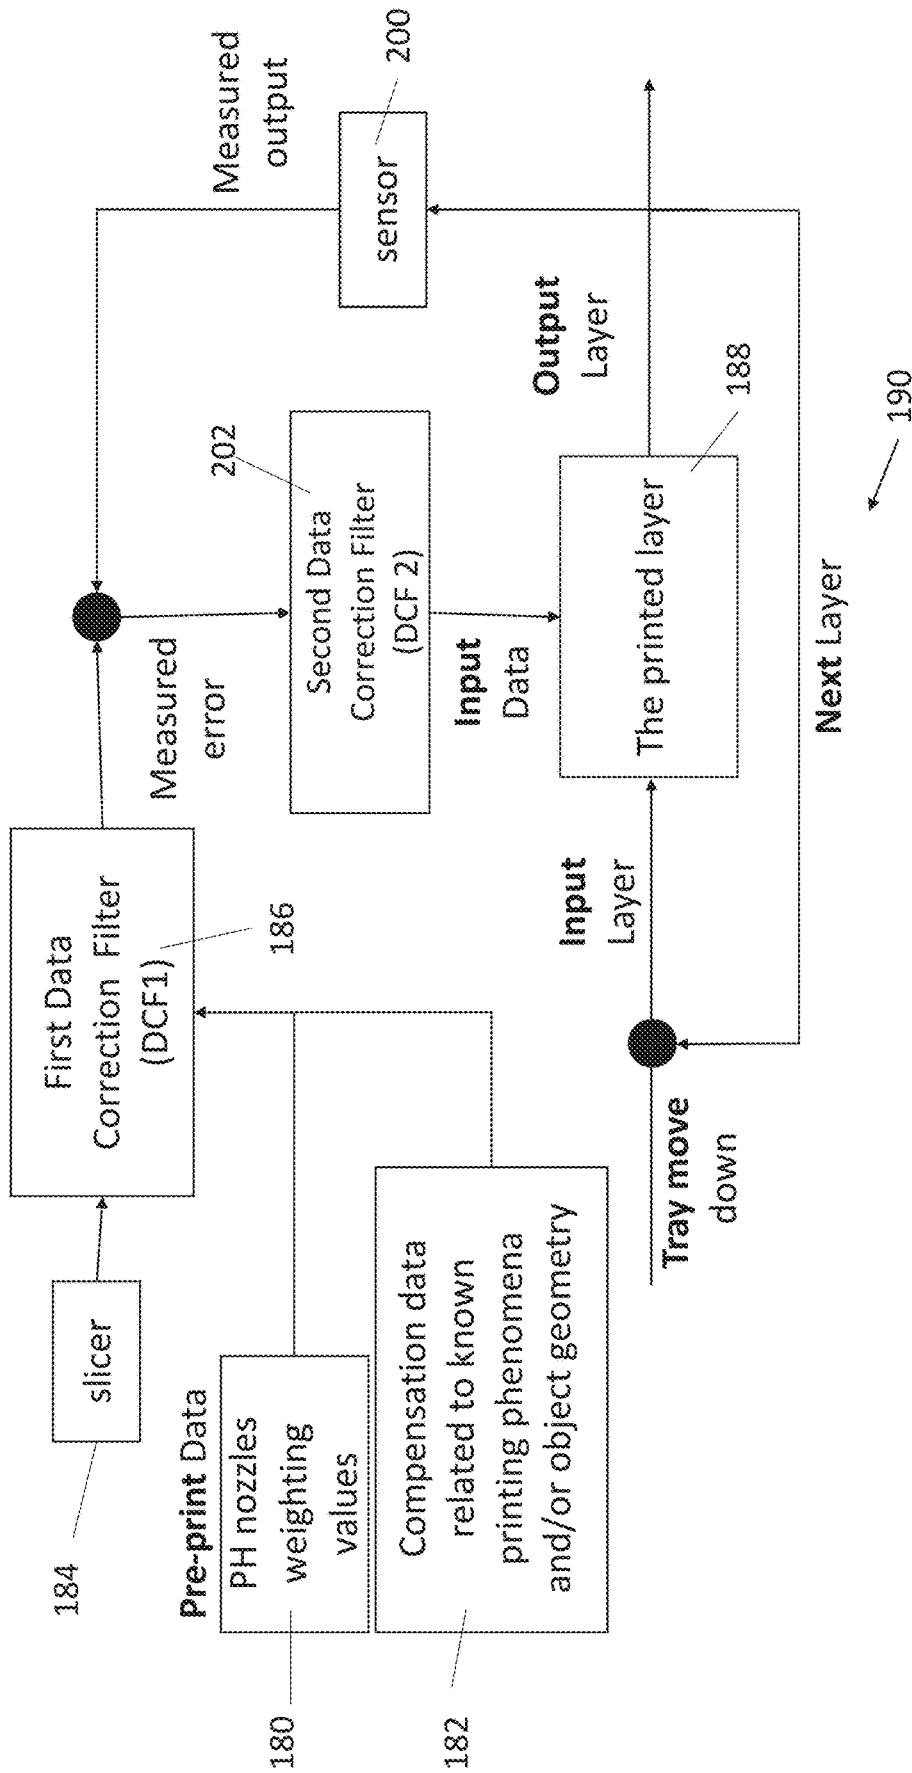 184
slicer
First Data
Correction Filter
(DCF1)
186
Pre-print Data
PH nozzles
weighting
values
180
Compensation data
related to known
printing phenomena
and/or object geometry
182
Measured
error
Measured
output
sensor
200
202
Second Data
Correction Filter
(DCF 2)
Input
Data
Tray move
down
Input
Layer
The printed layer
188
Output
Layer
Next Layer
190